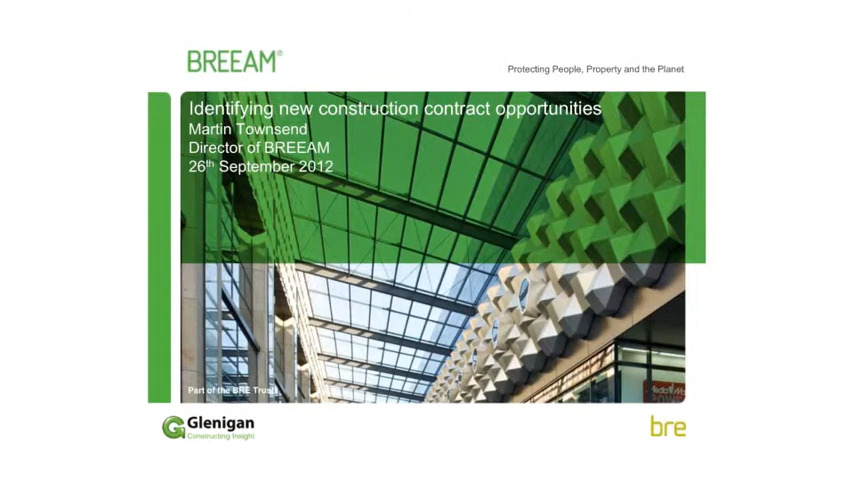 BREEAM®
Protecting People, Property and the Planet
Identifying new construction contract opportunities
Martin Townsend
Director of BREEAM
26th September 2012
Part of the BRE Trust
Glenigan
Constructing Insight
bre